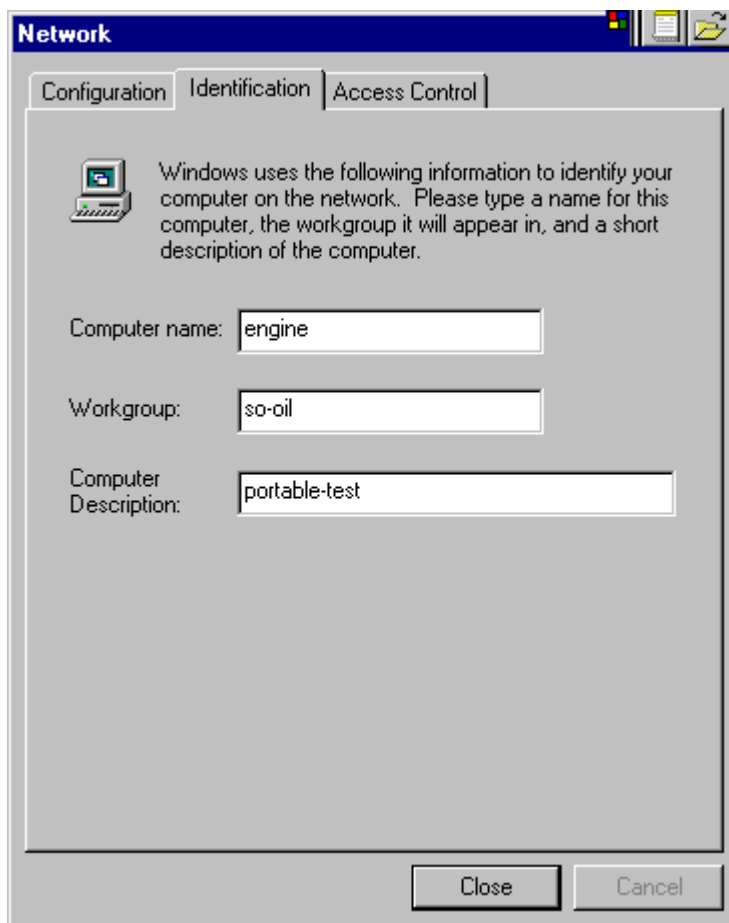 Network
Configuration
Identification
Access Control
Windows uses the following information to identify your
computer on the network.  Please type a name for this
computer, the workgroup it will appear in, and a short
description of the computer.
Computer name:
engine
Workgroup:
so-oil
Computer
Description:
portable-test
Close
Cancel